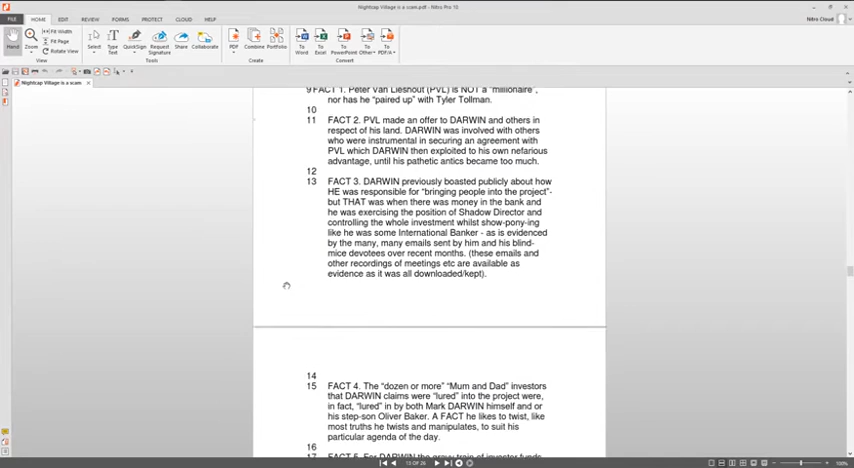 Nightcap Village is a scam.pdf - Nitro Pro 10
FILE HOME EDIT REVIEW FORMS PROTECT CLOUD HELP Nitro Cloud
Hand Zoom Fit Width Fit Page Rotate View Select Type Text QuickSign Request Signature Share Collaborate PDF Combine Portfolio To Word To Excel To PowerPoint To Other To PDF/A
View Tools Create Convert
Nightcap Village is a scam
9 FACT 1. Peter Van Lieshout (PVL) is NOT a "millionaire",
nor has he "paired up" with Tyler Tollman.
10
11 FACT 2. PVL made an offer to DARWIN and others in
respect of his land. DARWIN was involved with others
who were instrumental in securing an agreement with
PVL which DARWIN then exploited to his own nefarious
advantage, until his pathetic antics became too much.
12
13 FACT 3. DARWIN previously boasted publicly about how
HE was responsible for "bringing people into the project"-
but THAT was when there was money in the bank and
he was exercising the position of Shadow Director and
controlling the whole investment whilst show-pony-ing
like he was some International Banker - as is evidenced
by the many, many emails sent by him and his blind-
mice devotees over recent months. (these emails and
other recordings of meetings etc are available as
evidence as it was all downloaded/kept).
14
15 FACT 4. The "dozen or more" "Mum and Dad" investors
that DARWIN claims were "lured" into the project were,
in fact, "lured" in by both Mark DARWIN himself and or
his step-son Oliver Baker. A FACT he likes to twist, like
most truths he twists and manipulates, to suit his
particular agenda of the day.
16
17 FACT 5. For DARWIN the gravy train of investor funds
13 OF 26 100%